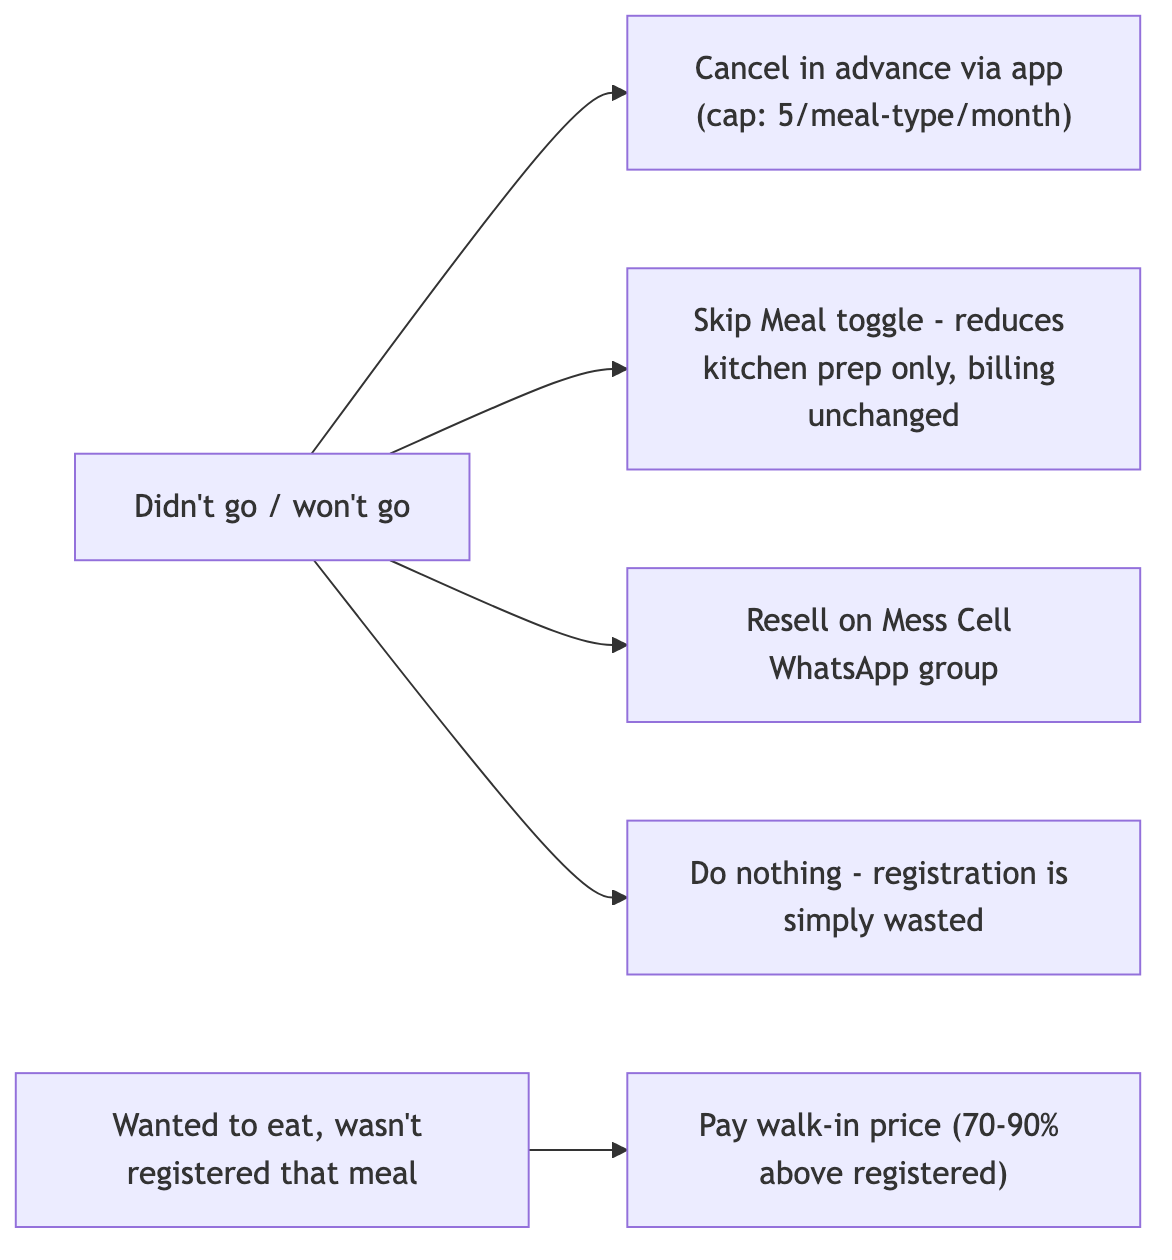 Cancel in advance via app
(cap: 5/meal-type/month)
Skip Meal toggle - reduces
kitchen prep only, billing
unchanged
Didn't go / won't go
Resell on Mess Cell
WhatsApp group
Do nothing - registration is
simply wasted
Wanted to eat, wasn't
registered that meal
Pay walk-in price (70-90%
above registered)